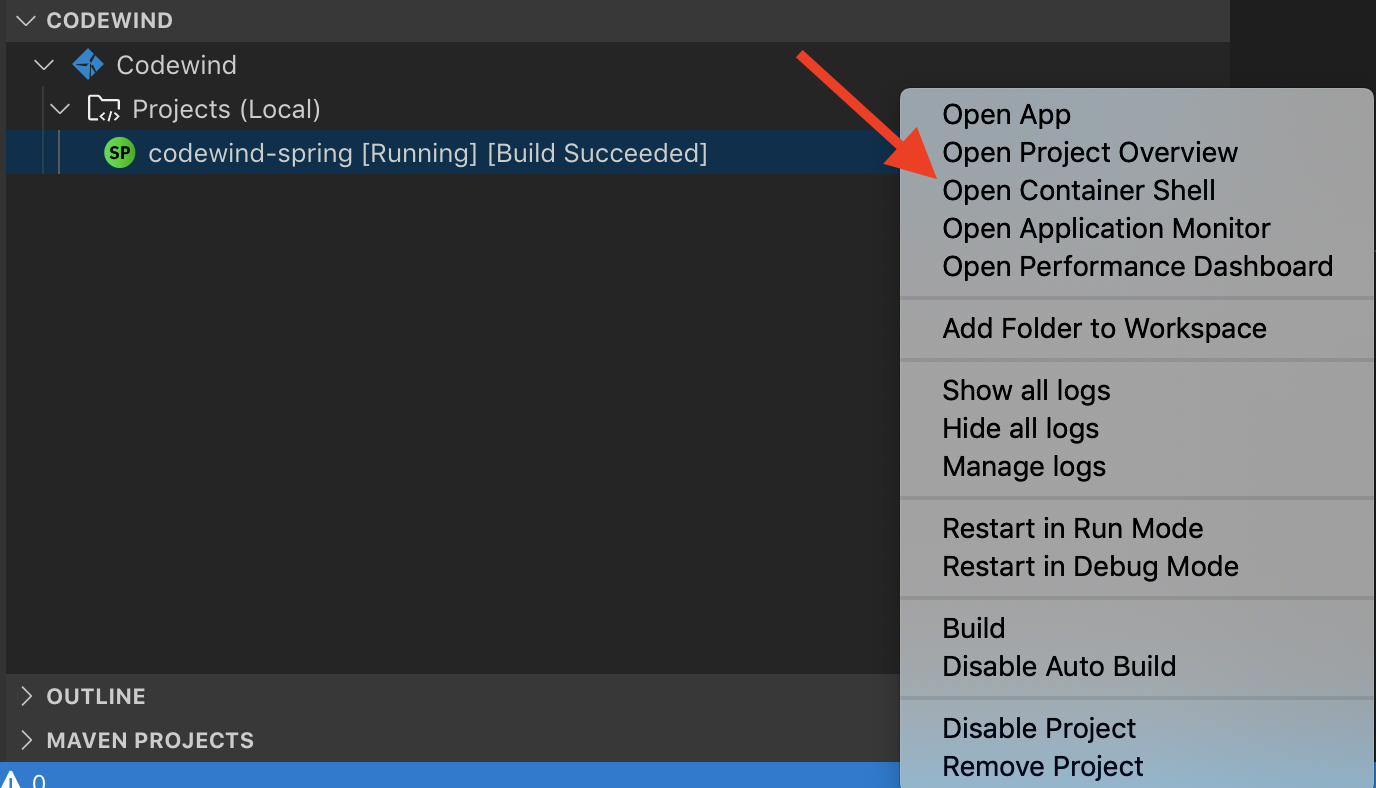 CODEWIND
Codewind
Projects (Local)
SP codewind-spring [Running] [Build Succeeded]
OUTLINE
MAVEN PROJECTS
0
Open App
Open Project Overview
Open Container Shell
Open Application Monitor
Open Performance Dashboard
Add Folder to Workspace
Show all logs
Hide all logs
Manage logs
Restart in Run Mode
Restart in Debug Mode
Build
Disable Auto Build
Disable Project
Remove Project